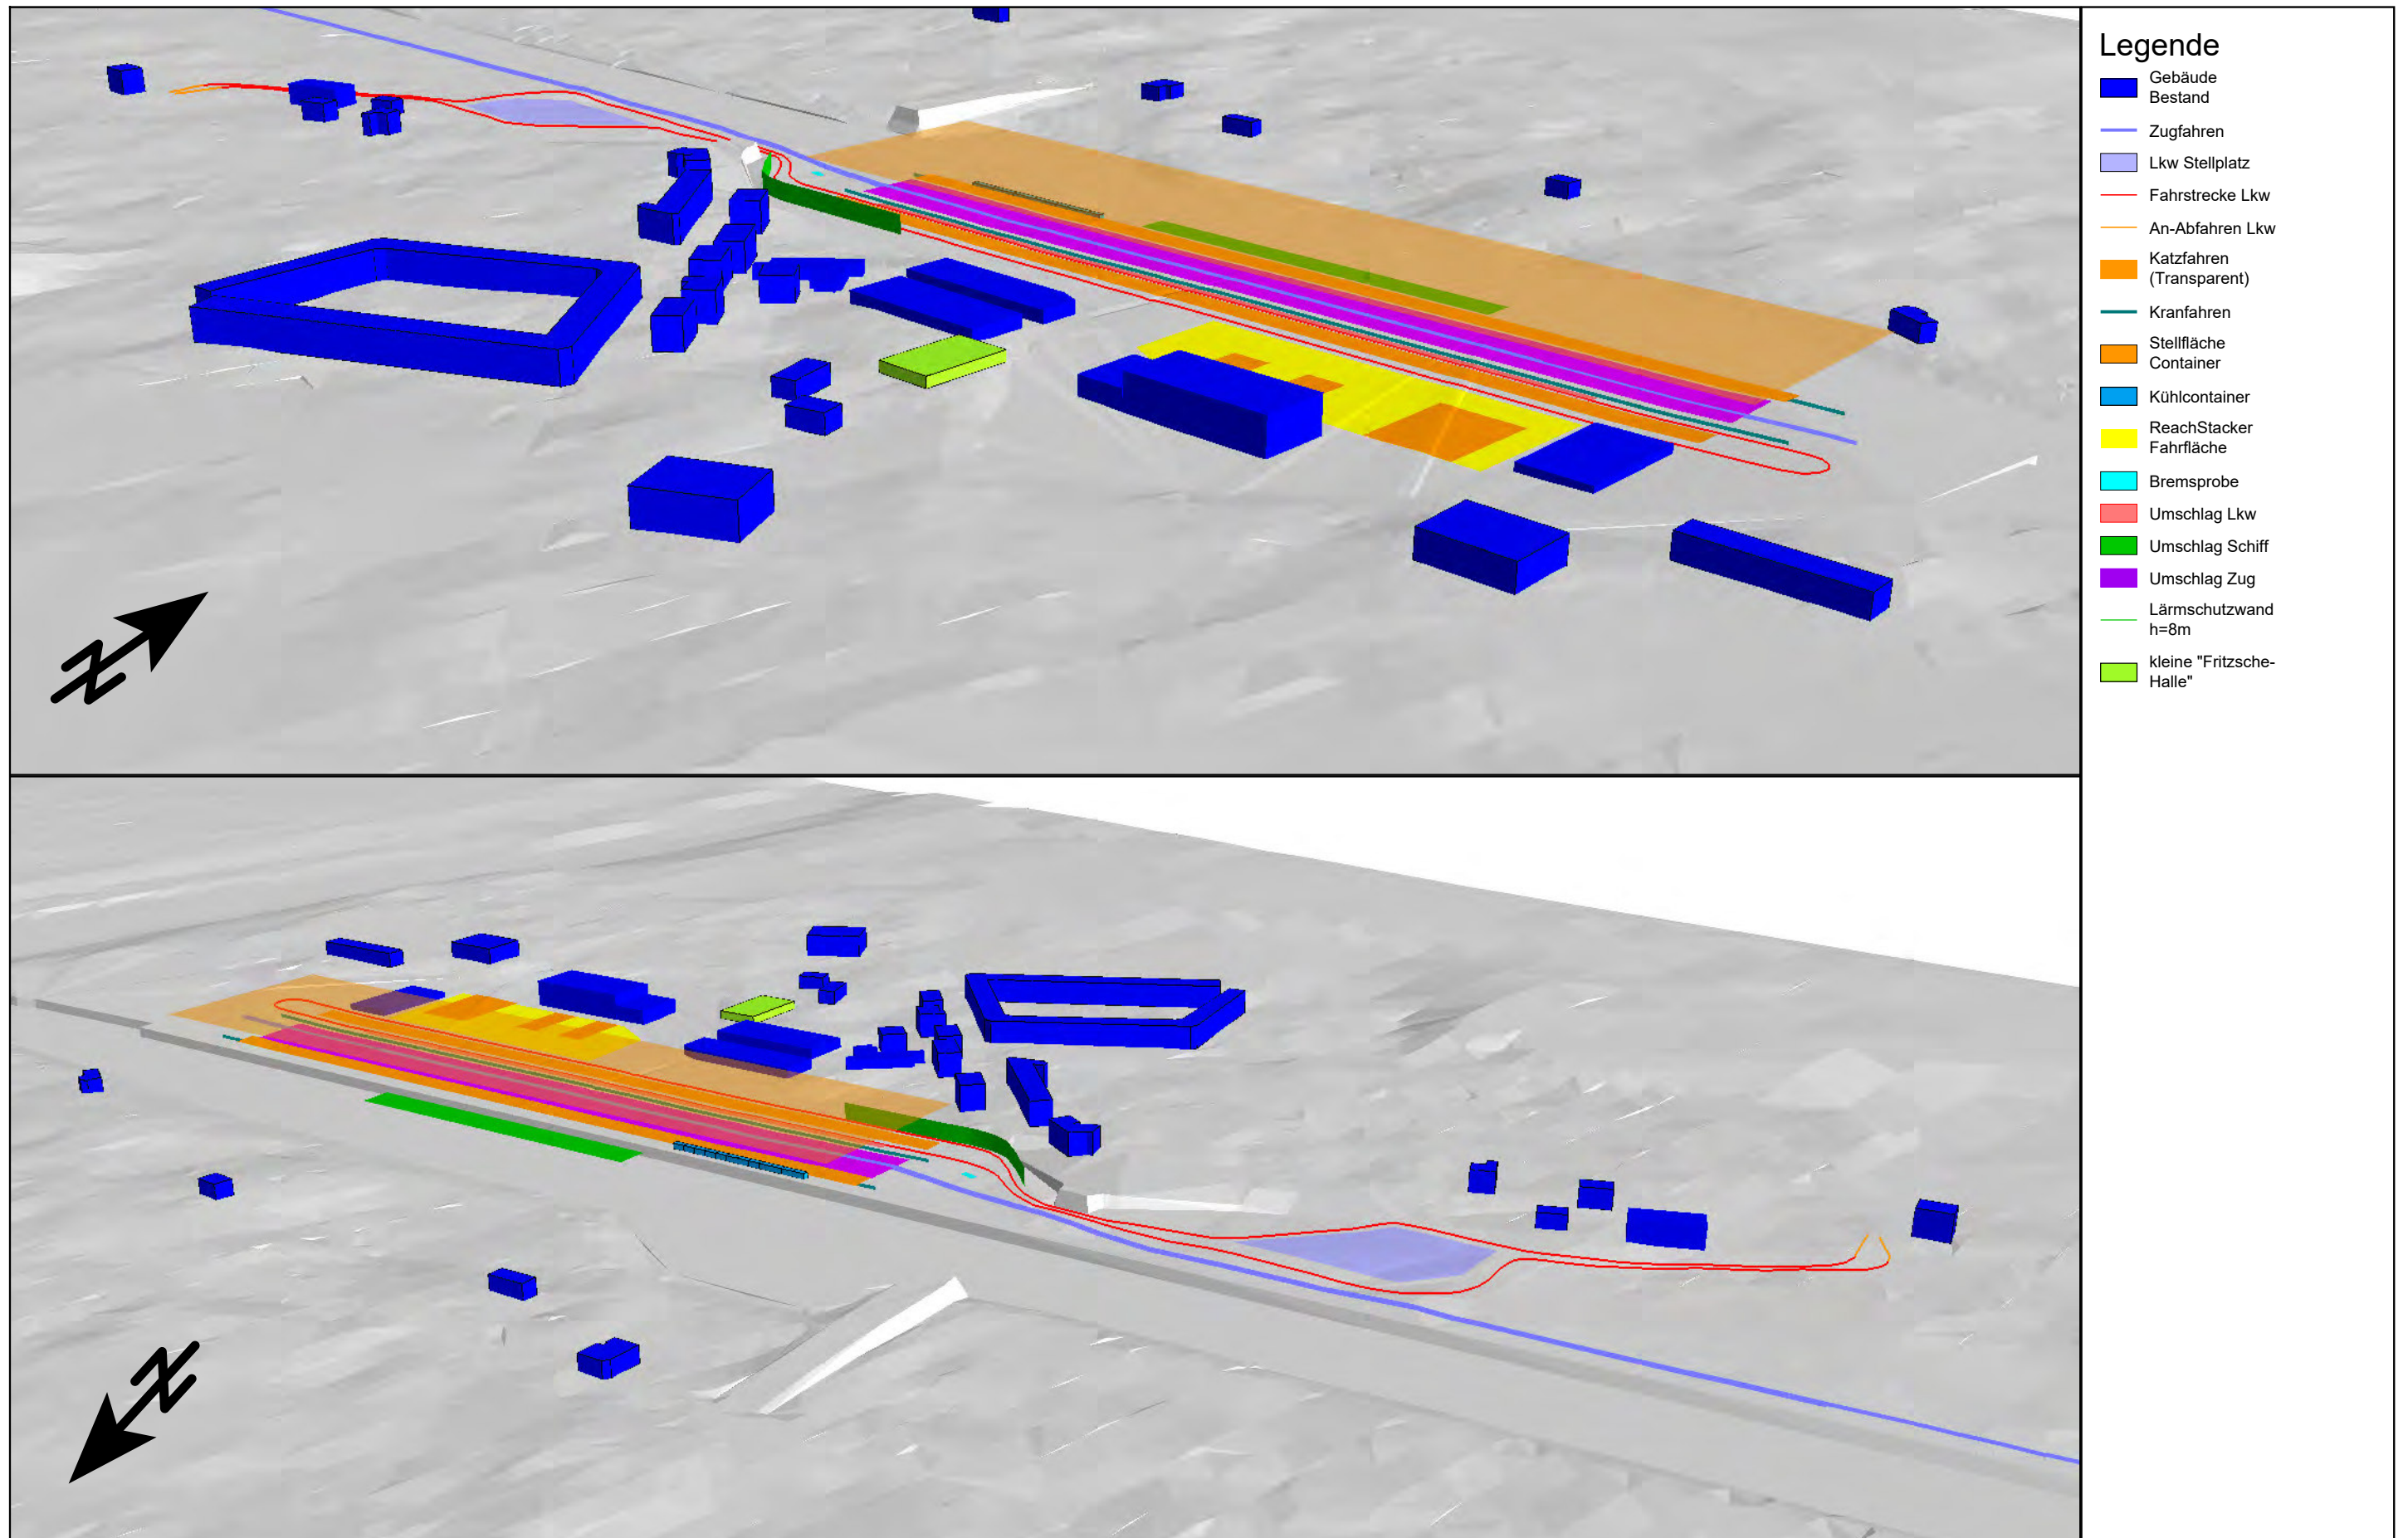 Legende
Gebäude
Bestand
Zugfahren
Lkw Stellplatz
Fahrstrecke Lkw
An-Abfahren Lkw
Katzfahren
(Transparent)
Kranfahren
Stellfläche
Container
Kühlcontainer
ReachStacker
Fahrfläche
Bremsprobe
Umschlag Lkw
Umschlag Schiff
Umschlag Zug
Lärmschutzwand
h=8m
kleine "Fritzsche-
Halle"